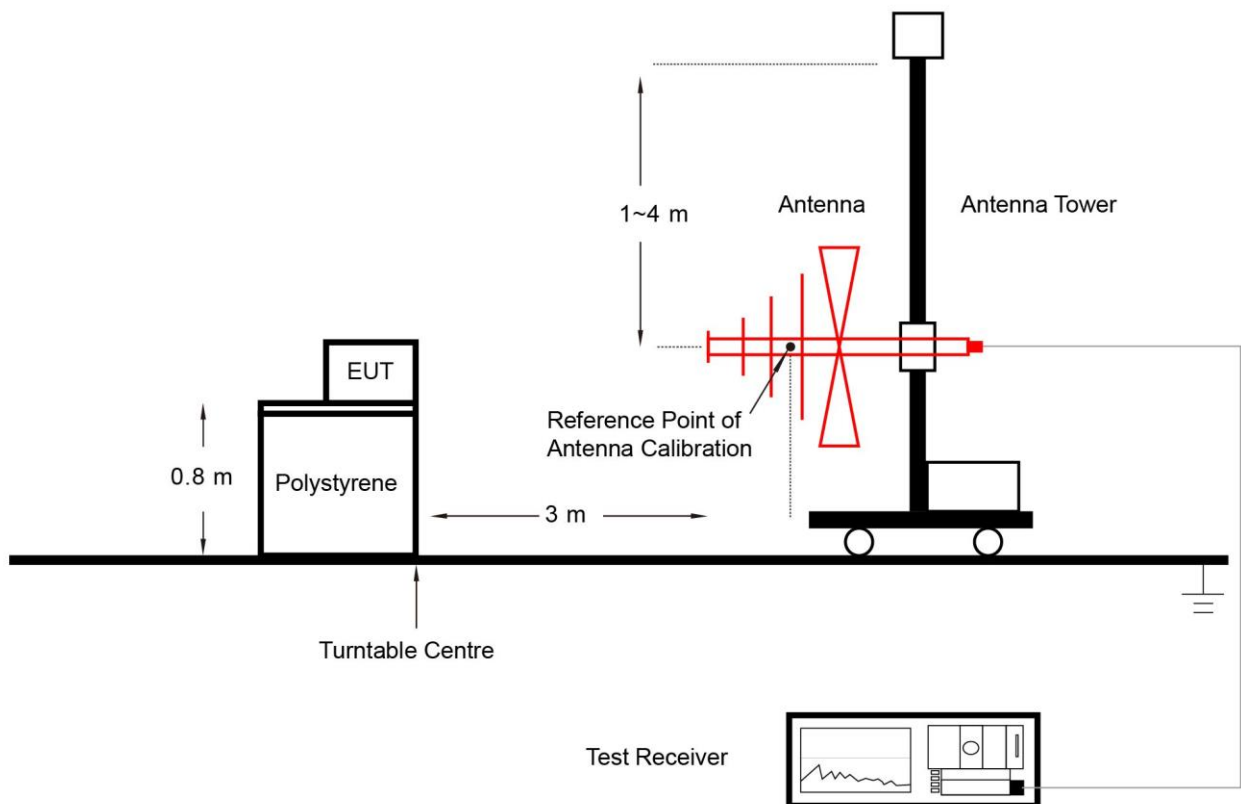 1~4 m
Antenna
Antenna Tower
EUT
Reference Point of
Antenna Calibration
0.8 m
Polystyrene
3 m
Turntable Centre
Test Receiver